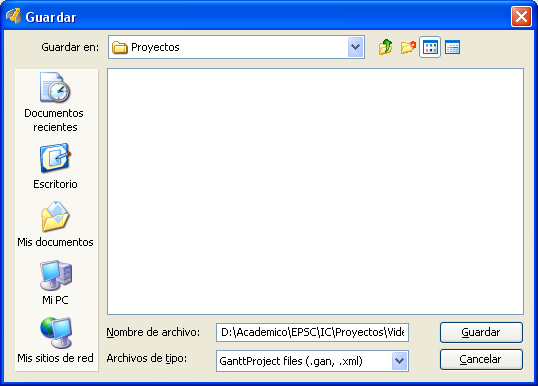 Guardar
Guardar en:
Proyectos
Documentos
recientes
Escritorio
Mis documentos
Mi PC
Mis sitios de red
Nombre de archivo:
D:\Academico\EPSC\IC\Proyectos\Vide
Guardar
Archivos de tipo:
GanttProject files (.gan, .xml)
Cancelar